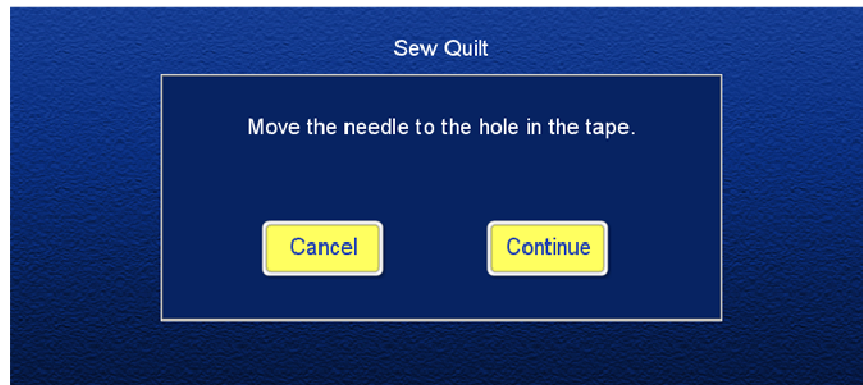 Sew Quilt
Move the needle to the hole in the tape.
Cancel
Continue